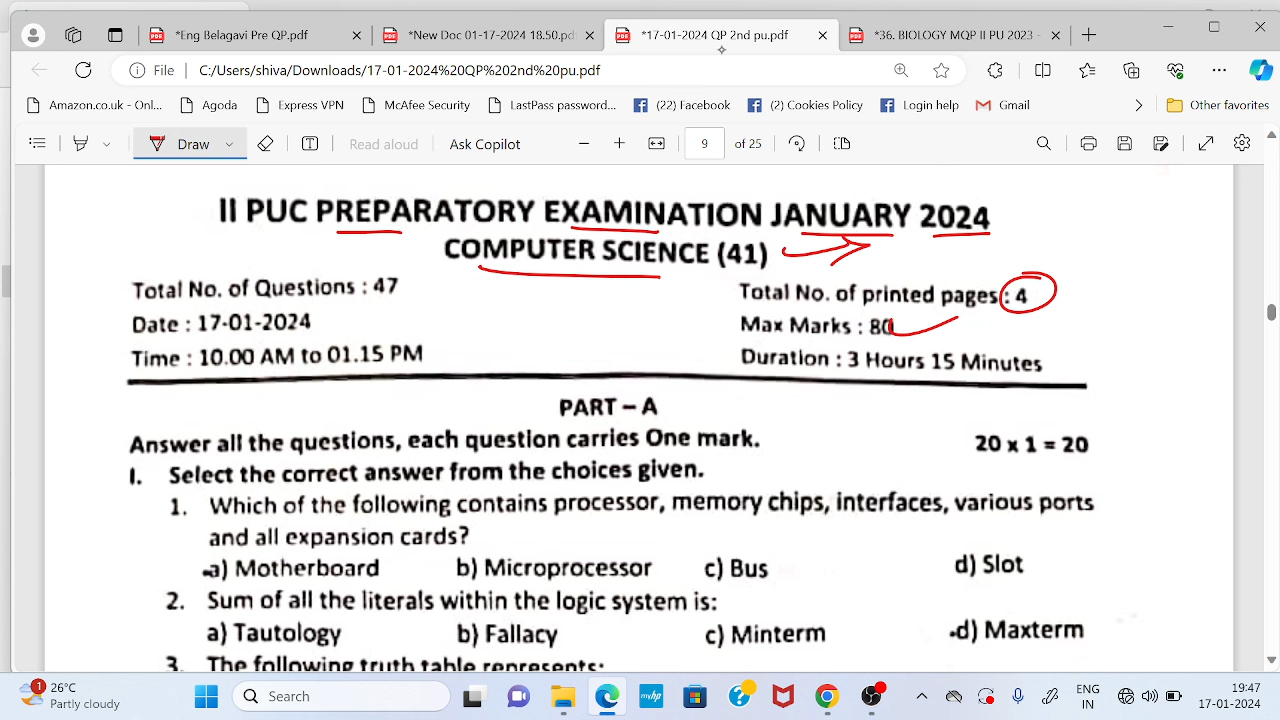 *Eng Belagavi Pre QP.pdf
*New Doc 01-17-2024 18.50.pd
*17-01-2024 QP 2nd pu.pdf
*36. BIOLOGY MQP II PU 2023 -
File
C:/Users/shiva/Downloads/17-01-2024%20QP%202nd%20pu.pdf
Amazon.co.uk - Onl...
Agoda
Express VPN
McAfee Security
LastPass password...
(22) Facebook
(2) Cookies Policy
Login help
Gmail
Other favorites
Draw
Read aloud
Ask Copilot
9 of 25
II PUC PREPARATORY EXAMINATION JANUARY 2024
COMPUTER SCIENCE (41)
Total No. of Questions : 47
Total No. of printed pages : 4
Date : 17-01-2024
Max Marks : 80
Time : 10.00 AM to 01.15 PM
Duration : 3 Hours 15 Minutes
PART – A
Answer all the questions, each question carries One mark. 20 x 1 = 20
I. Select the correct answer from the choices given.
1. Which of the following contains processor, memory chips, interfaces, various ports
and all expansion cards?
a) Motherboard b) Microprocessor c) Bus d) Slot
2. Sum of all the literals within the logic system is:
a) Tautology b) Fallacy c) Minterm d) Maxterm
3. The following truth table represents:
1
26°C
Partly cloudy
Search
myhp
ENG
IN
19:47
17-01-2024